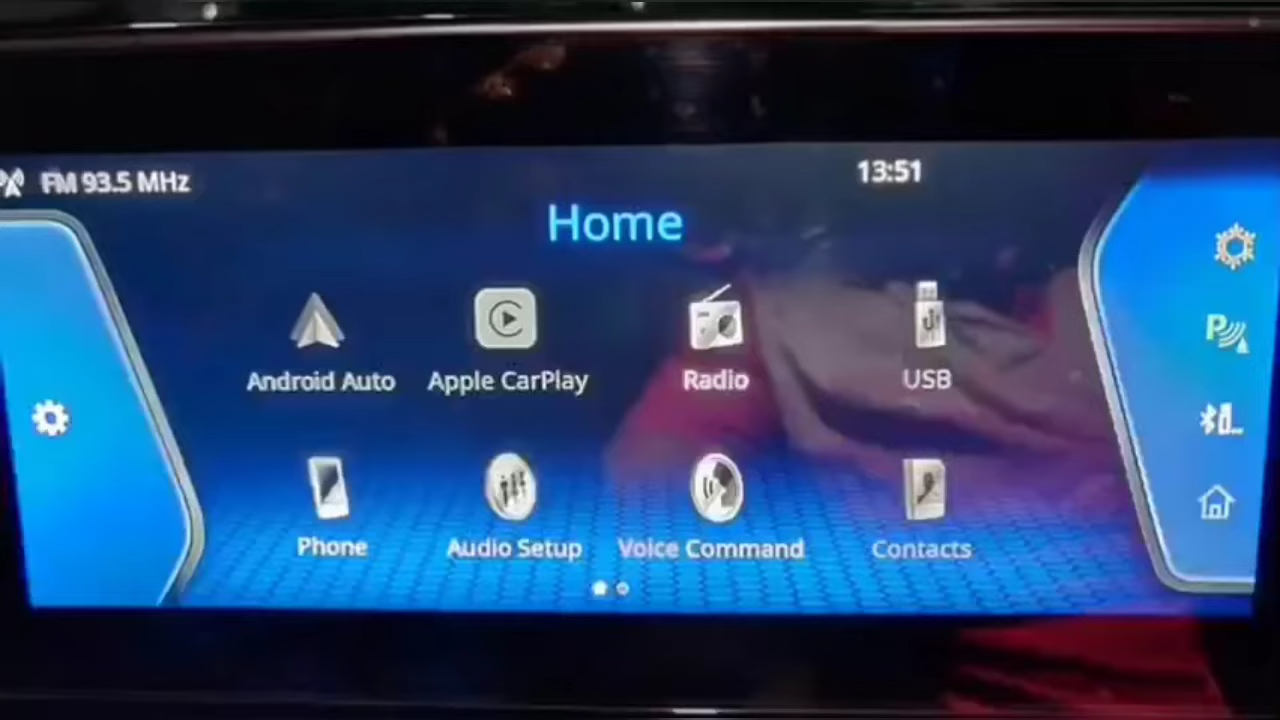 FM 93.5 MHz
13:51
Home
Android Auto
Apple CarPlay
Radio
USB
Phone
Audio Setup
Voice Command
Contacts
P